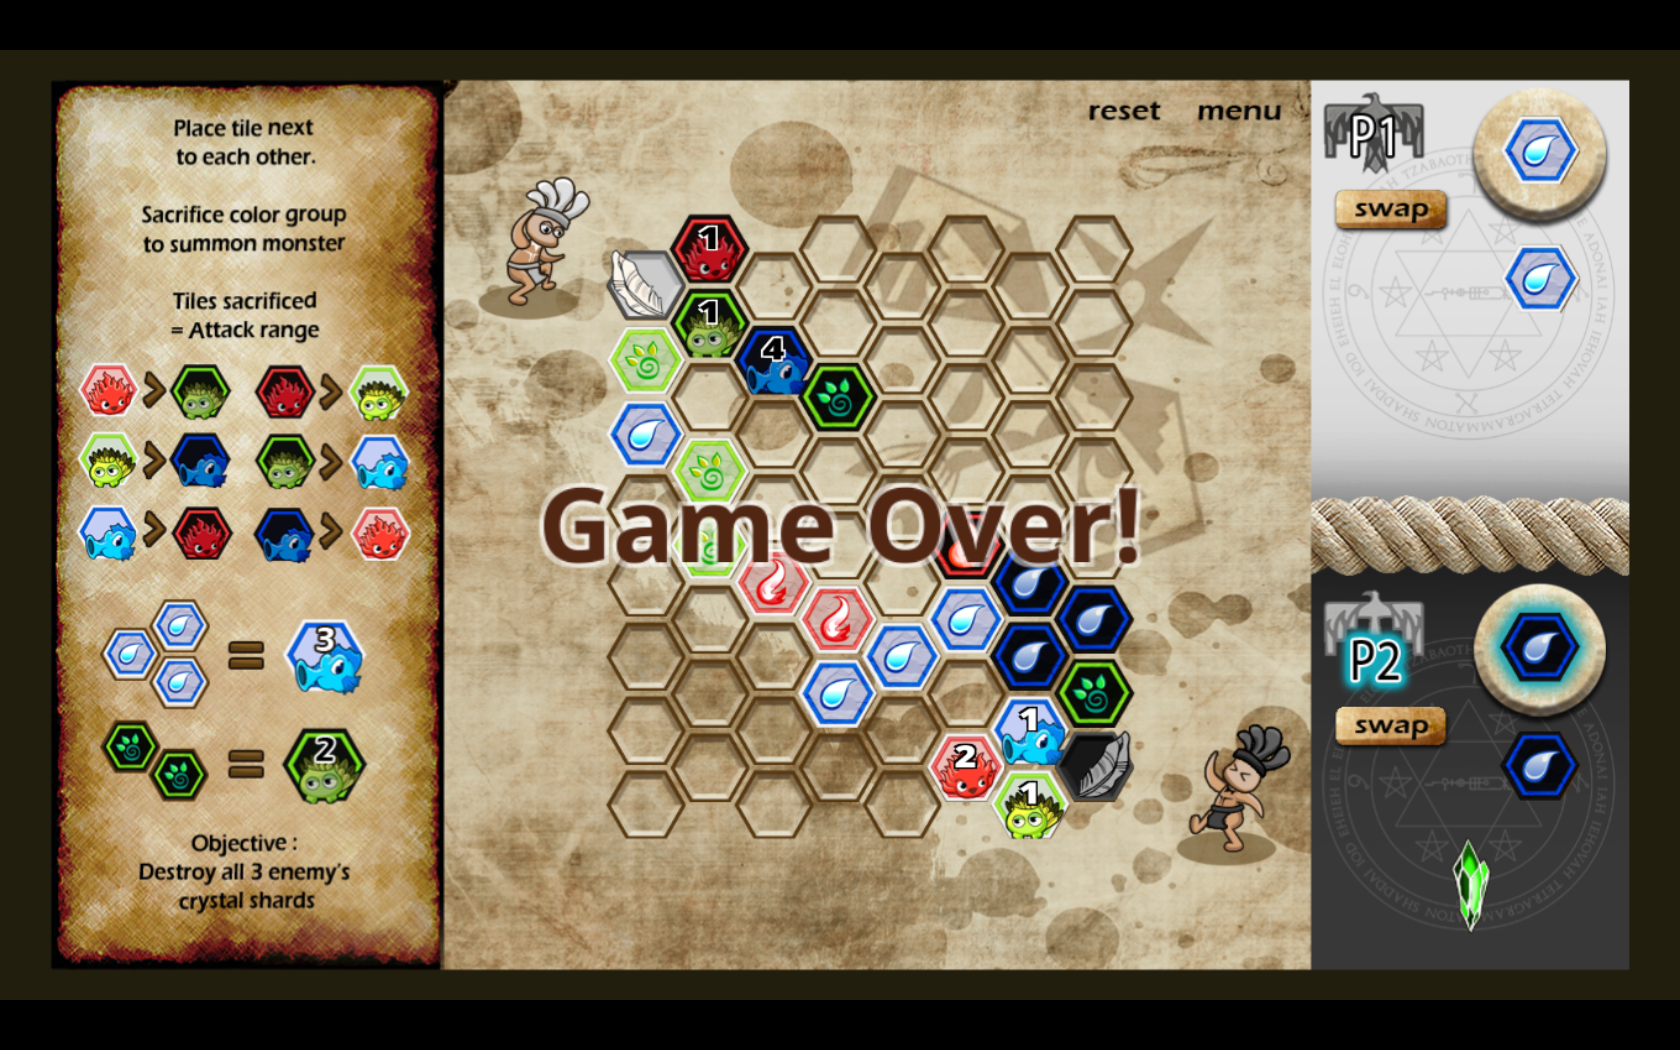 Place tile next
to each other.
Sacrifice color group
to summon monster
Tiles sacrificed
= Attack range
3
2
Objective :
Destroy all 3 enemy's
crystal shards
reset menu
1
1
4
Game Over!
1
2
1
P1
swap
P2
swap